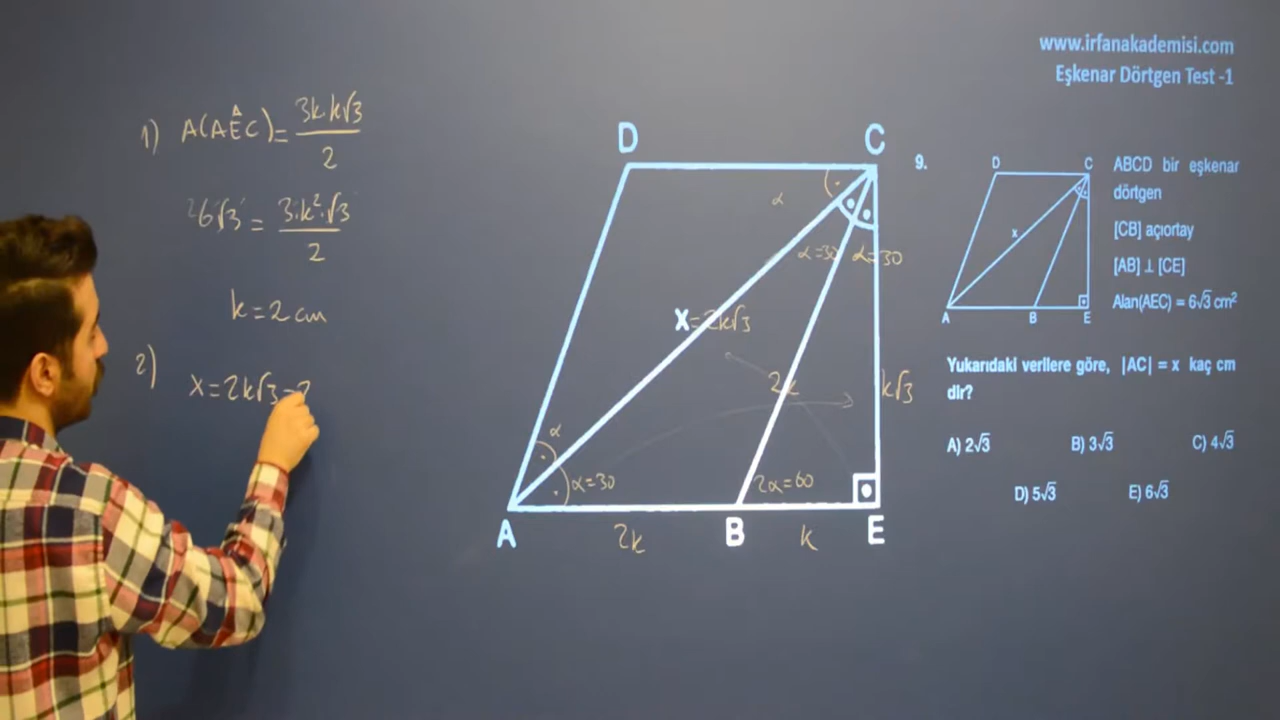 www.irfanakademisi.com
Eşkenar Dörtgen Test -1
1) A(AEC) = 3k.k√3
2
6√3 = 3.k².√3
2
k = 2 cm
2)
x = 2k√3 = 2
D
C
α
α=30
α=30
X=2k√3
2k
k√3
α
α=30
2α=60
A
B
E
2k
k
9.
D
C
x
A
B
E
ABCD bir eşkenar
dörtgen
[CB] açıortay
[AB] ⊥ [CE]
Alan(AEC) = 6√3 cm²
Yukarıdaki verilere göre, |AC| = x kaç cm
dir?
A) 2√3
B) 3√3
C) 4√3
D) 5√3
E) 6√3